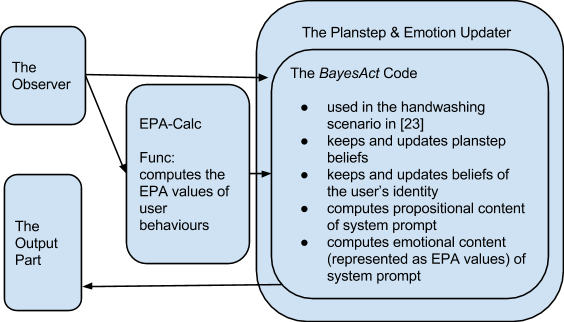 The Planstep & Emotion Updater
The
Observer
EPA-Calc
Func:
computes the
EPA values of
user
behaviours
The BayesAct Code
● used in the handwashing
scenario in [23]
● keeps and updates planstep
beliefs
● keeps and updates beliefs of
the user's identity
● computes propositional content
of system prompt
● computes emotional content
(represented as EPA values) of
system prompt
The
Output
Part